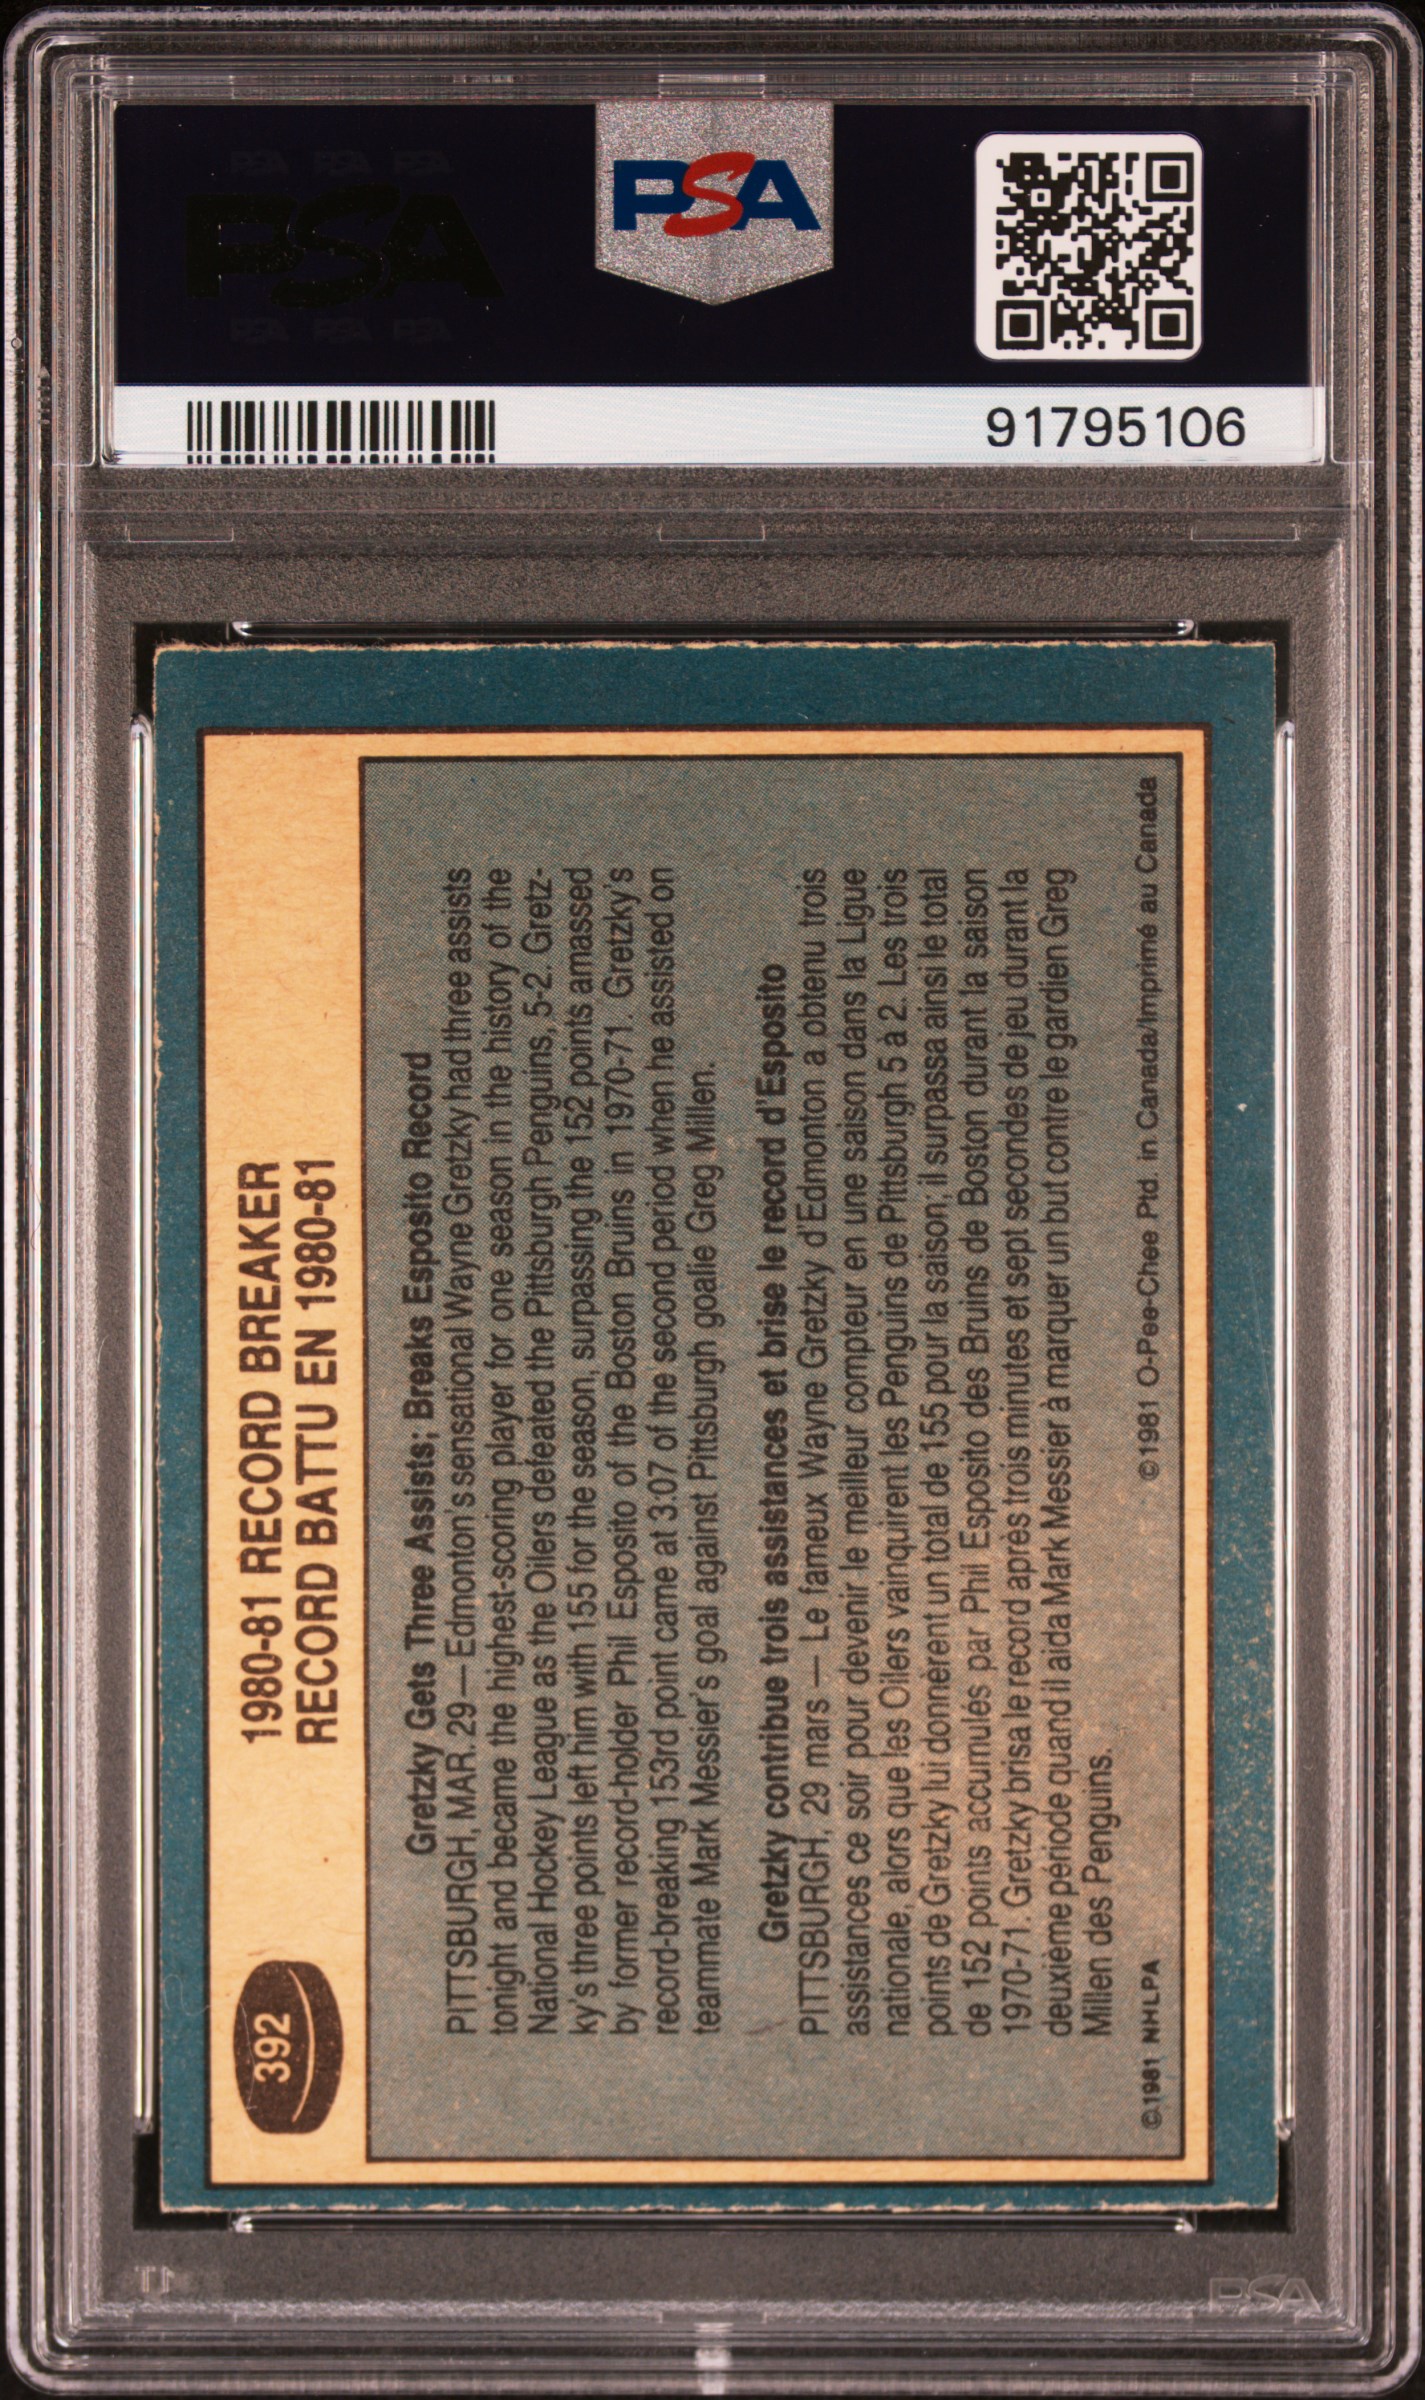 PSA PSA PSA
PSA
PSA PSA PSA
PSA
91795106
392
1980-81 RECORD BREAKER
RECORD BATTU EN 1980-81
Gretzky Gets Three Assists; Breaks Esposito Record
PITTSBURGH, MAR. 29—Edmonton's sensational Wayne Gretzky had three assists
tonight and became the highest-scoring player for one season in the history of the
National Hockey League as the Oilers defeated the Pittsburgh Penguins, 5-2. Gretz-
ky's three points left him with 155 for the season, surpassing the 152 points amassed
by former record-holder Phil Esposito of the Boston Bruins in 1970-71. Gretzky's
record-breaking 153rd point came at 3:07 of the second period when he assisted on
teammate Mark Messier's goal against Pittsburgh goalie Greg Millen.
Gretzky contribue trois assistances et brise le record d'Esposito
PITTSBURGH, 29 mars — Le fameux Wayne Gretzky d'Edmonton a obtenu trois
assistances ce soir pour devenir le meilleur compteur en une saison dans la Ligue
nationale, alors que les Oilers vainquirent les Penguins de Pittsburgh 5 à 2. Les trois
points de Gretzky lui donnèrent un total de 155 pour la saison; il surpassa ainsi le total
de 152 points accumulés par Phil Esposito des Bruins de Boston durant la saison
1970-71. Gretzky brisa le record après trois minutes et sept secondes de jeu durant la
deuxième période quand il aida Mark Messier à marquer un but contre le gardien Greg
Millen des Penguins.
©1981 NHLPA ©1981 O-Pee-Chee Ptd. in Canada/Imprimé au Canada
PSA